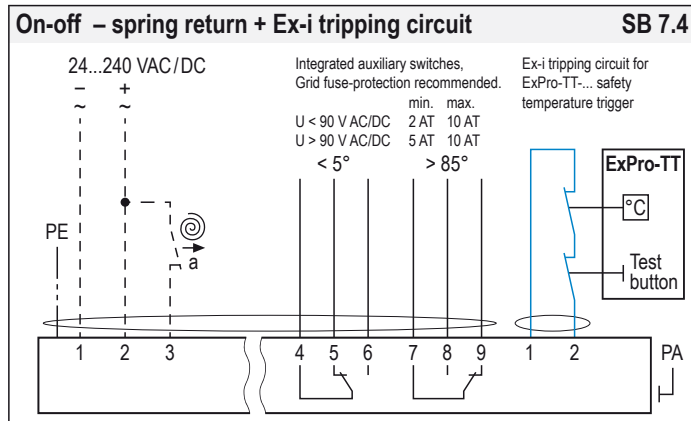 On-off – spring return + Ex-i tripping circuit SB 7.4
24...240 VAC/DC
– +
~ ~
Integrated auxiliary switches,
Grid fuse-protection recommended.
min. max.
U < 90 V AC/DC 2 AT 10 AT
U > 90 V AC/DC 5 AT 10 AT
< 5° > 85°
Ex-i tripping circuit for
ExPro-TT-... safety
temperature trigger
ExPro-TT
°C
Test
button
PE
a
1 2 3 4 5 6 7 8 9 1 2 PA